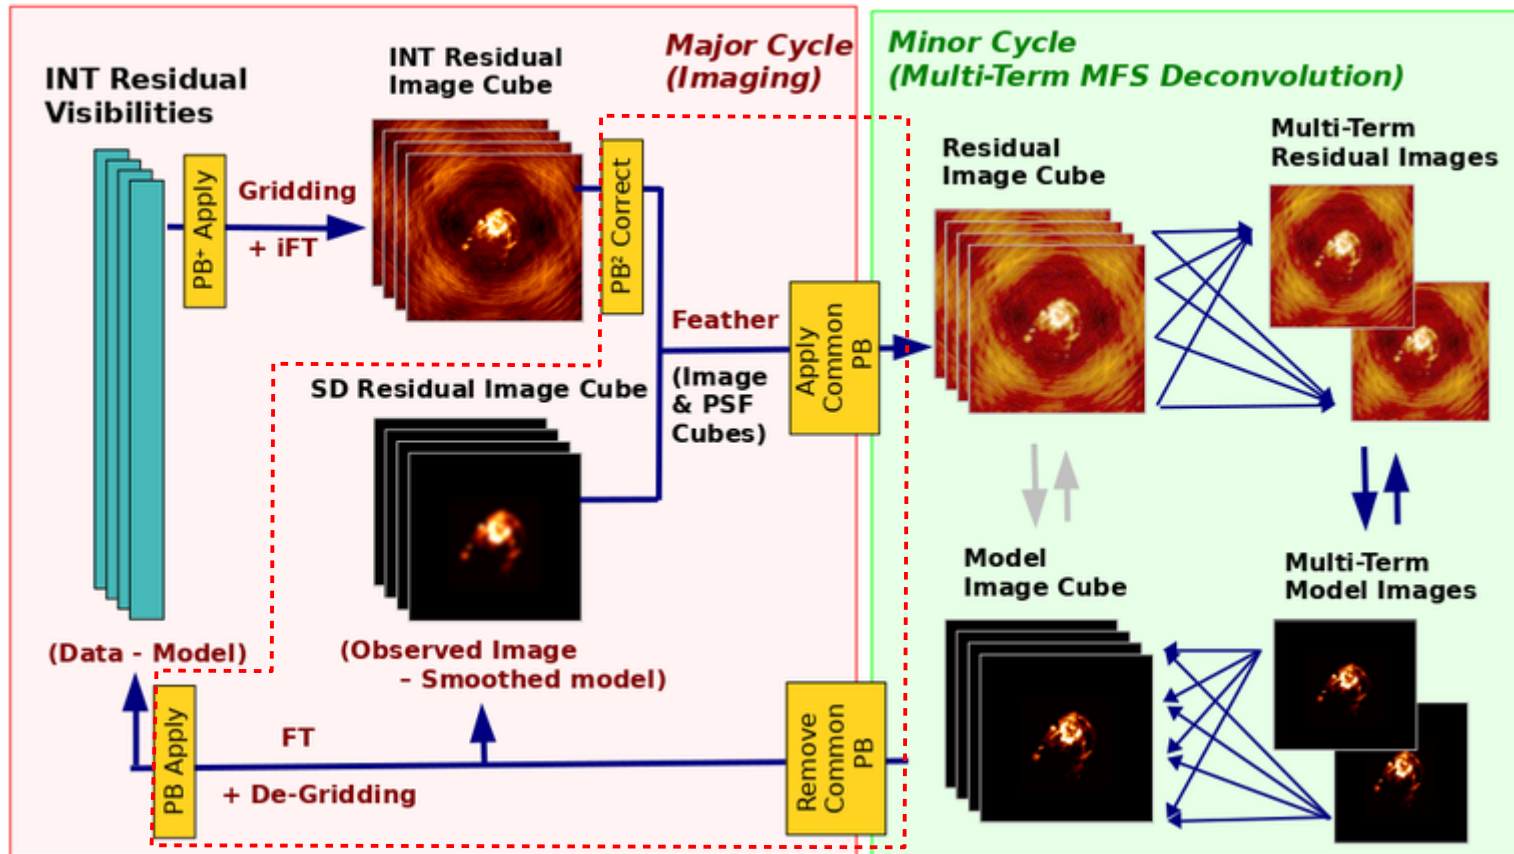 Major Cycle
(Imaging)
Minor Cycle
(Multi-Term MFS Deconvolution)
INT Residual
Visibilities
INT Residual
Image Cube
PB⁺ Apply
Gridding
+ iFT
PB² Correct
Residual
Image Cube
Multi-Term
Residual Images
Feather
(Image
& PSF
Cubes)
Apply
Common
PB
SD Residual Image Cube
(Data - Model)
(Observed Image
– Smoothed model)
Model
Image Cube
Multi-Term
Model Images
PB Apply
FT
+ De-Gridding
Remove
Common
PB